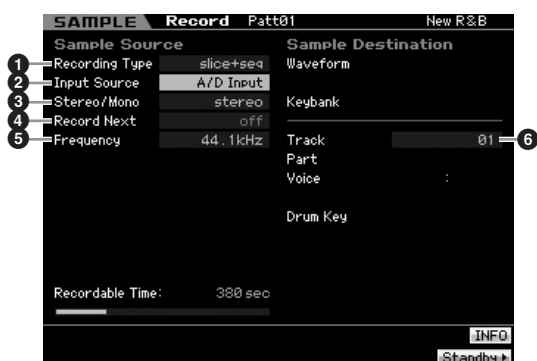 SAMPLE Record Patt01 New R&B
Sample Source Sample Destination
1 Recording Type slice+seq Waveform
2 Input Source A/D Input
3 Stereo/Mono stereo Keybank
4 Record Next off
5 Frequency 44.1kHz Track 01 6
Part
Voice :
Drum Key
Recordable Time: 380 sec
INFO
Standby